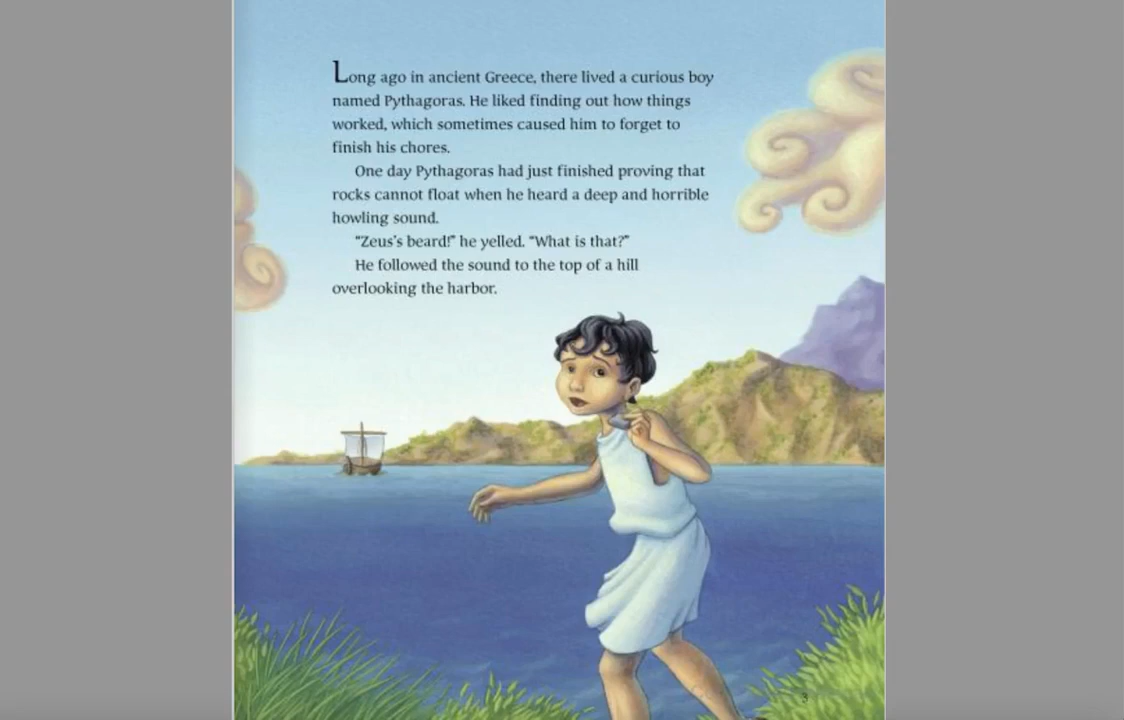 Long ago in ancient Greece, there lived a curious boy
named Pythagoras. He liked finding out how things
worked, which sometimes caused him to forget to
finish his chores.
One day Pythagoras had just finished proving that
rocks cannot float when he heard a deep and horrible
howling sound.
"Zeus's beard!" he yelled. "What is that?"
He followed the sound to the top of a hill
overlooking the harbor.
3